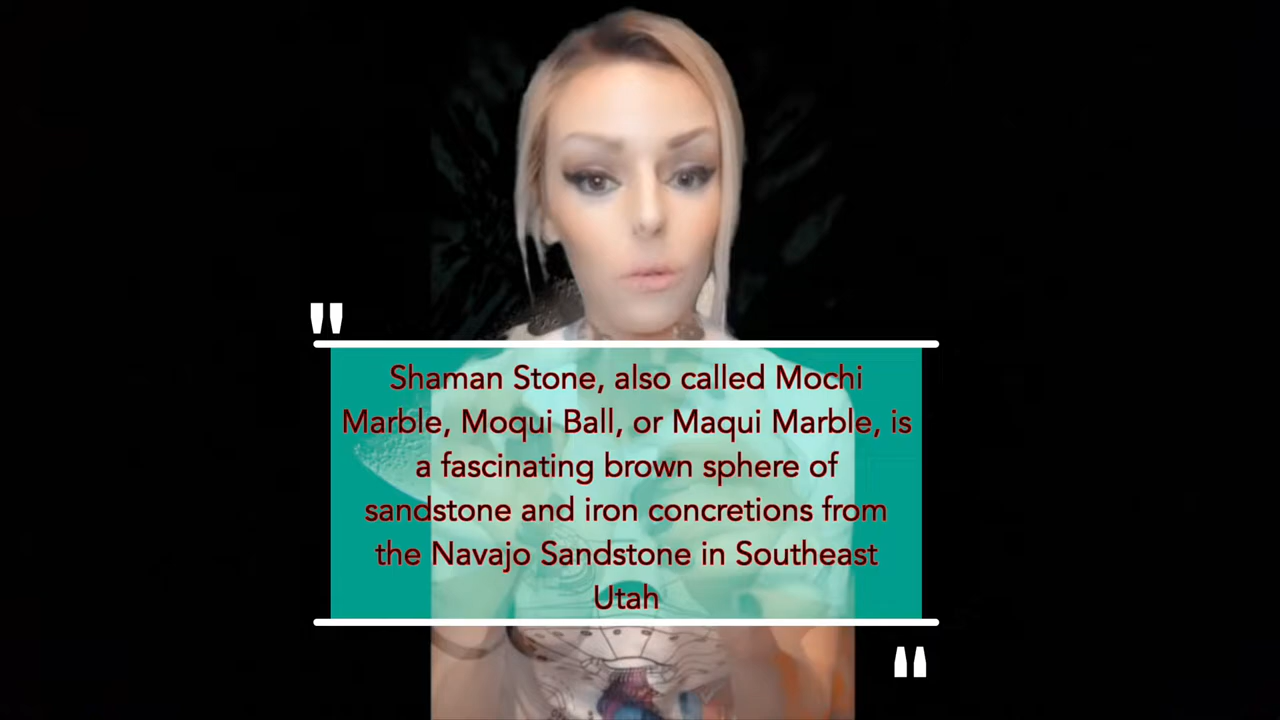 "
Shaman Stone, also called Mochi
Marble, Moqui Ball, or Maqui Marble, is
a fascinating brown sphere of
sandstone and iron concretions from
the Navajo Sandstone in Southeast
Utah
"